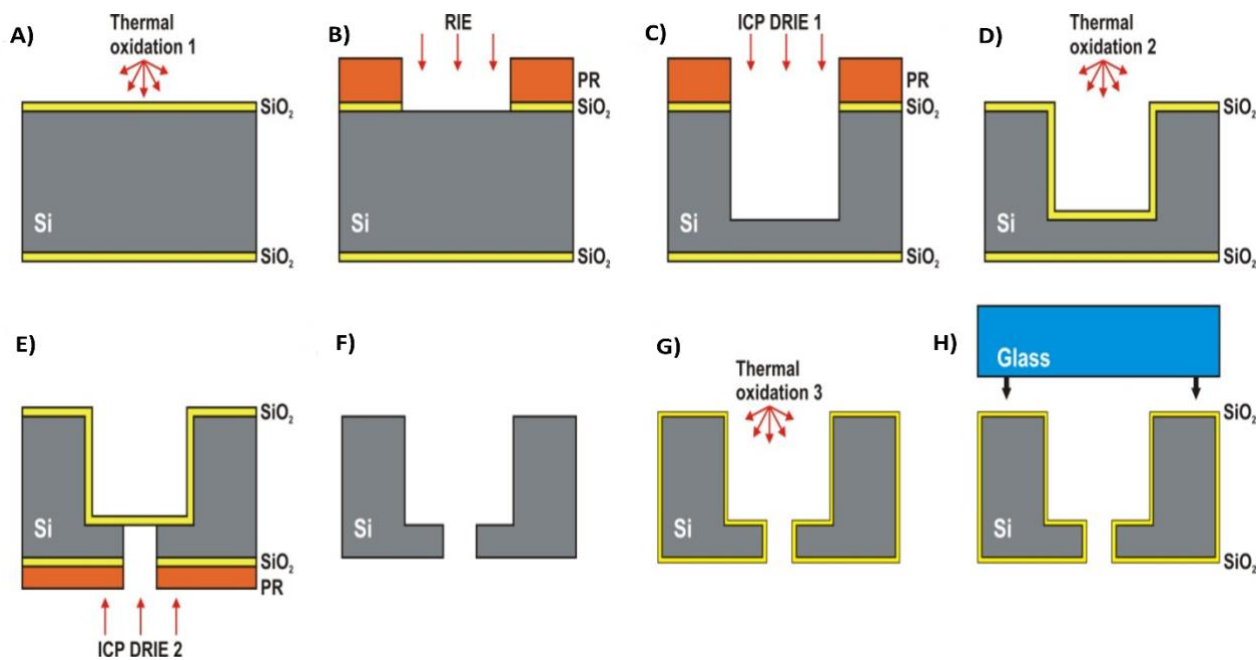 A)
Thermal
oxidation 1
SiO₂
Si
SiO₂
B)
RIE
PR
SiO₂
Si
SiO₂
C)
ICP DRIE 1
PR
SiO₂
Si
SiO₂
D)
Thermal
oxidation 2
SiO₂
Si
SiO₂
E)
SiO₂
Si
SiO₂
PR
ICP DRIE 2
F)
Si
G)
Thermal
oxidation 3
Si
H)
Glass
SiO₂
Si
SiO₂